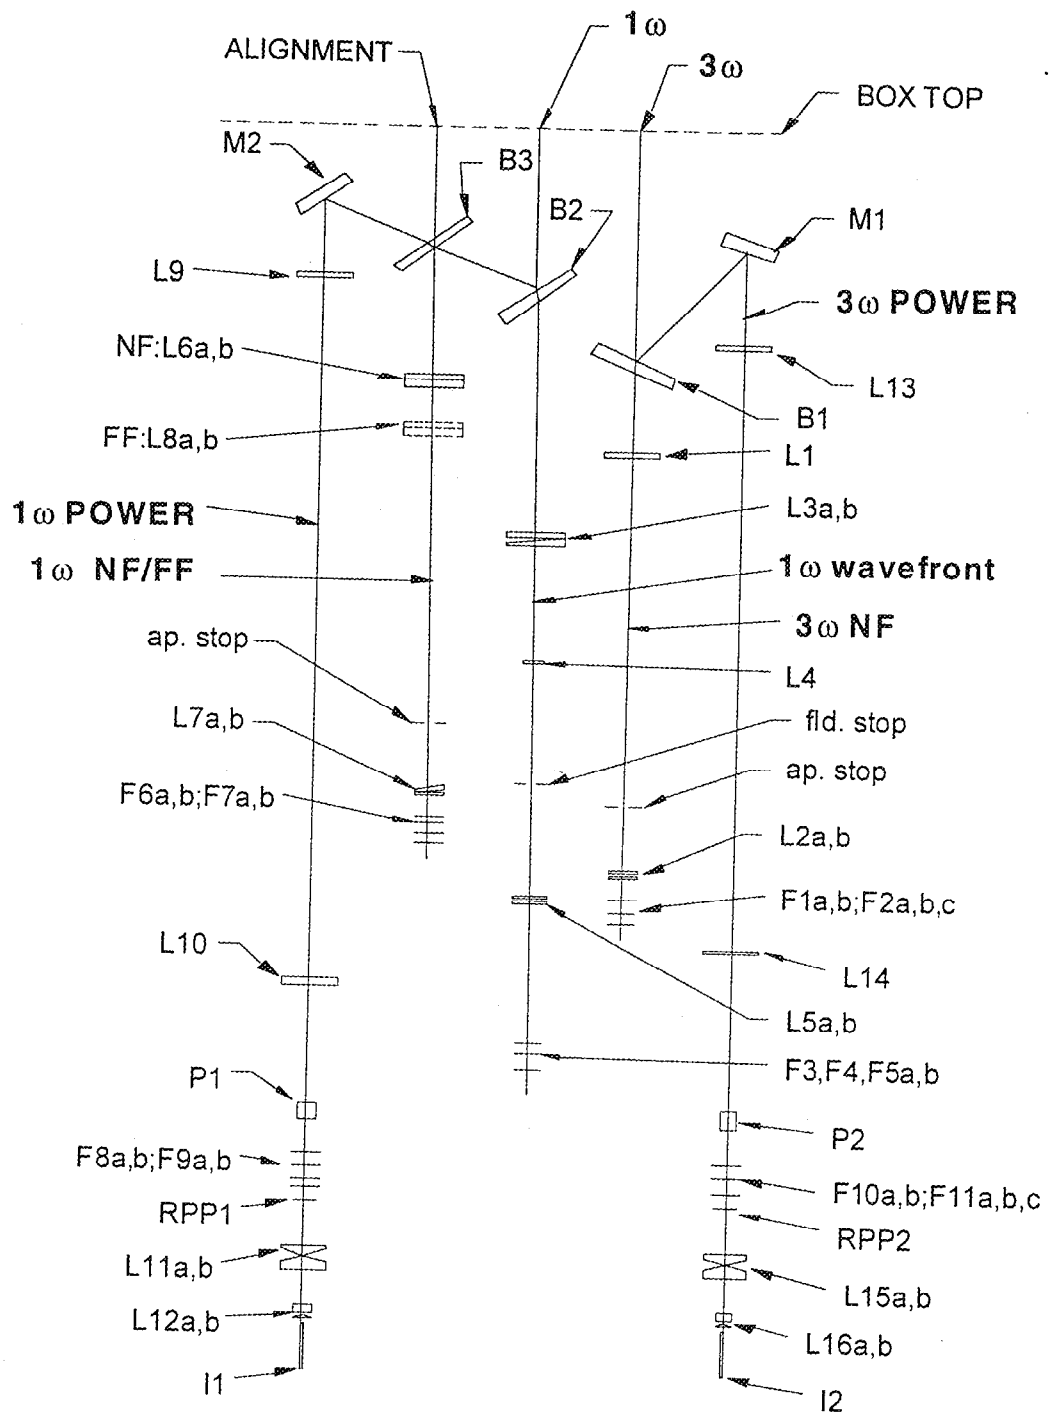 1ω
ALIGNMENT
3ω
BOX TOP
M2
B3
B2
M1
L9
3ω POWER
NF:L6a,b
L13
B1
FF:L8a,b
L1
L3a,b
1ω POWER
1ω NF/FF
1ω wavefront
3ω NF
ap. stop
L4
L7a,b
fld. stop
ap. stop
F6a,b;F7a,b
L2a,b
F1a,b;F2a,b,c
L10
L14
L5a,b
F3,F4,F5a,b
P1
P2
F8a,b;F9a,b
F10a,b;F11a,b,c
RPP1
RPP2
L11a,b
L15a,b
L12a,b
L16a,b
I1
I2